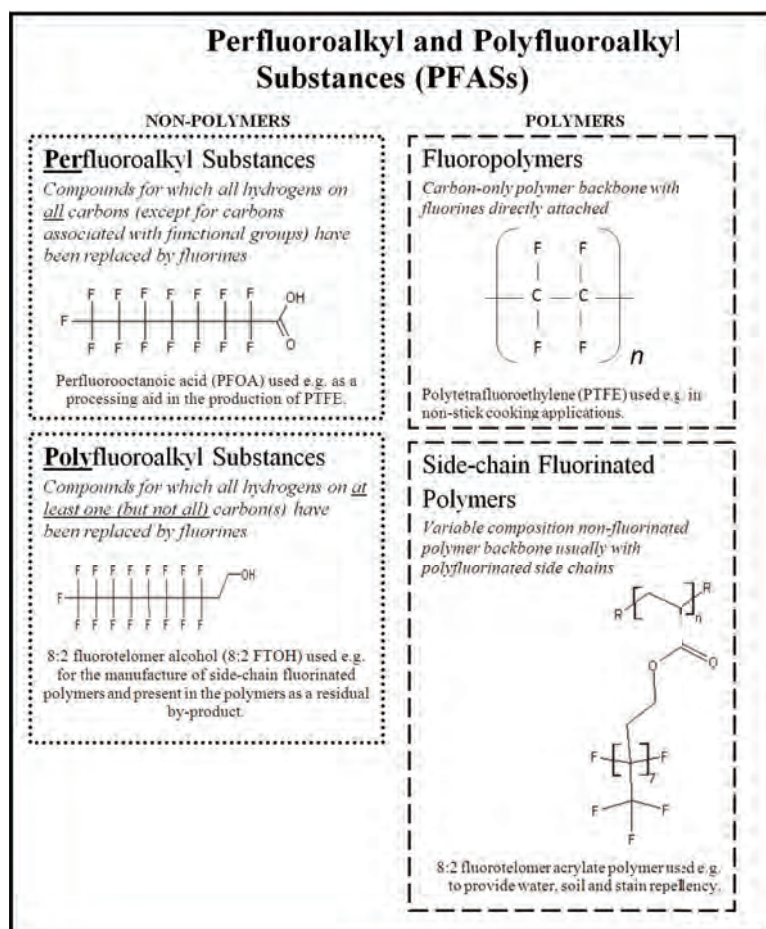 Perfluoroalkyl and Polyfluoroalkyl
Substances (PFASs)
NON-POLYMERS
Perfluoroalkyl Substances
Compounds for which all hydrogens on
all carbons (except for carbons
associated with functional groups) have
been replaced by fluorines
F F F F F F F
OH
F
F F F F F F F
O
Perfluorooctanoic acid (PFOA) used e.g. as a
processing aid in the production of PTFE.
Polyfluoroalkyl Substances
Compounds for which all hydrogens on at
least one (but not all) carbon(s) have
been replaced by fluorines
F F F F F F F F
OH
F
F F F F F F F F
8:2 fluorotelomer alcohol (8:2 FTOH) used e.g.
for the manufacture of side-chain fluorinated
polymers and present in the polymers as a residual
by-product.
POLYMERS
Fluoropolymers
Carbon-only polymer backbone with
fluorines directly attached
F F
C C
F F
n
Polytetrafluoroethylene (PTFE) used e.g. in
non-stick cooking applications.
Side-chain Fluorinated
Polymers
Variable composition non-fluorinated
polymer backbone usually with
polyfluorinated side chains
R
R n
O O
F F
7
F F
F
8:2 fluorotelomer acrylate polymer used e.g.
to provide water, soil and stain repellency.